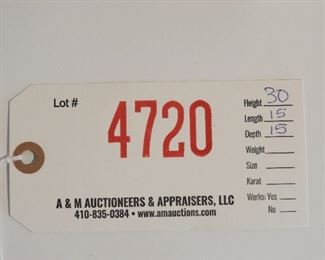 Lot #
4720
Height 30
Length 15
Depth 15
Weight
Size
Karat
Works: Yes
No
A & M AUCTIONEERS & APPRAISERS, LLC
410-835-0384 • www.amauctions.com